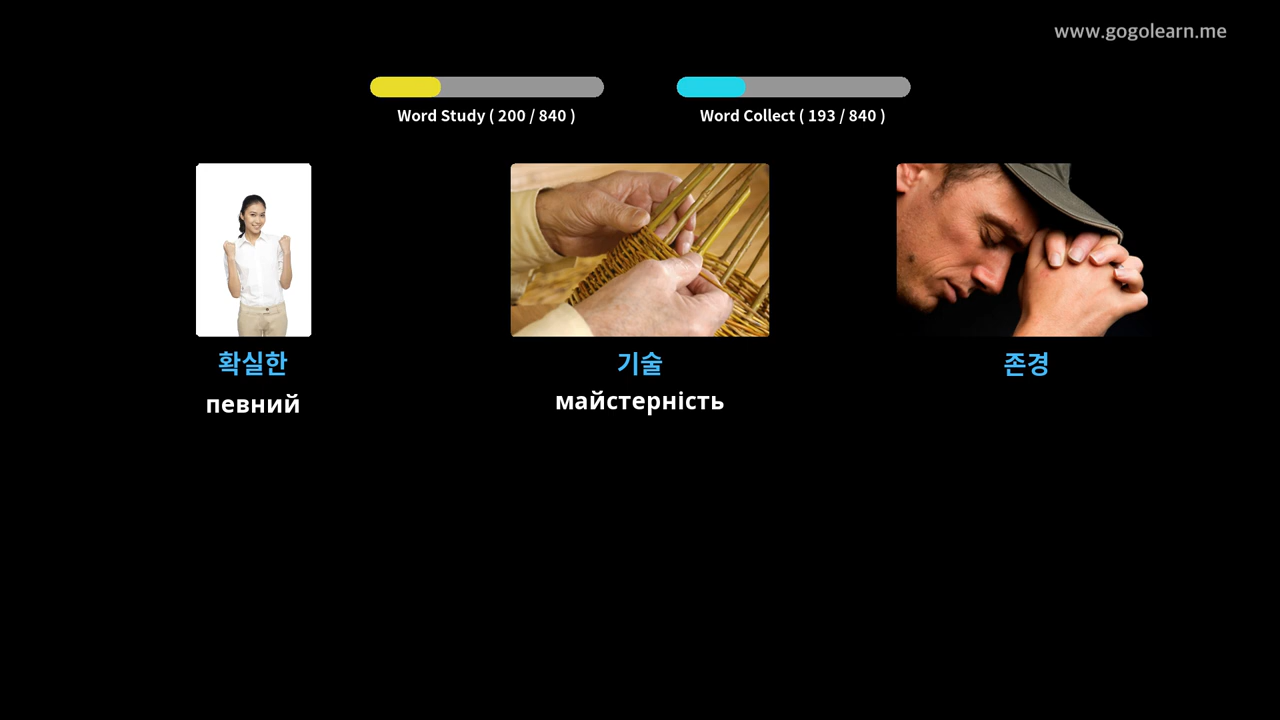 www.gogolearn.me
Word Study ( 200 / 840 )
Word Collect ( 193 / 840 )
확실한
певний
기술
майстерність
존경